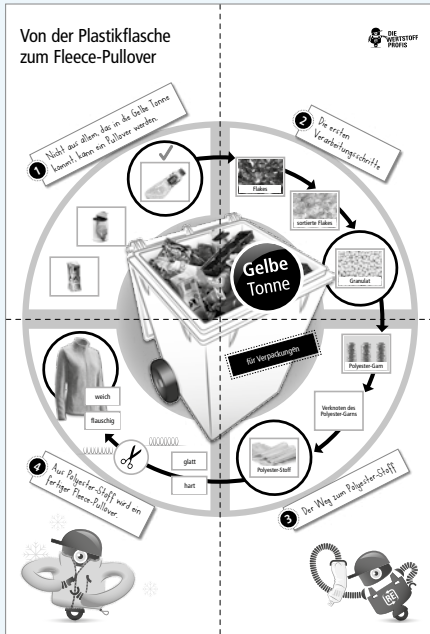 Von der Plastikflasche
zum Fleece-Pullover
DIE
WERTSTOFF
PROFIS
1
Nicht aus allem, das in die Gelbe Tonne
kommt, kann ein Pullover werden.
2
Die ersten
Verarbeitungsschritte
Flakes
sortierte Flakes
Granulat
Gelbe
Tonne
für Verpackungen
Polyester-Garn
Verknoten des
Polyester-Garns
Polyester-Stoff
weich
flauschig
glatt
hart
4
Aus Polyester-Stoff wird ein
fertiger Fleece-Pullover.
3
Der Weg zum Polyester-Stoff
RE